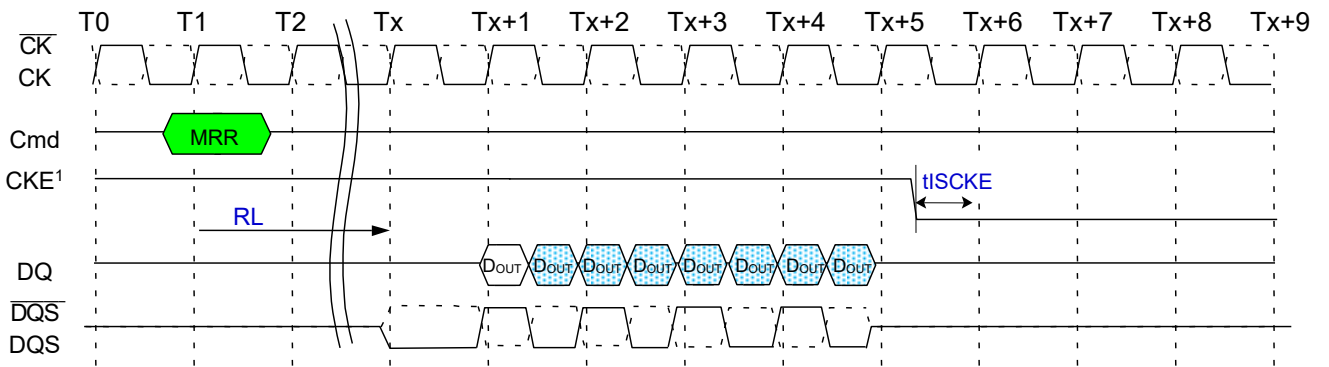 T0 T1 T2 Tx Tx+1 Tx+2 Tx+3 Tx+4 Tx+5 Tx+6 Tx+7 Tx+8 Tx+9
CK
CK
Cmd MRR
CKE1
tISCKE
RL
DQ DOUT DOUT DOUT DOUT DOUT DOUT DOUT DOUT
DQS
DQS